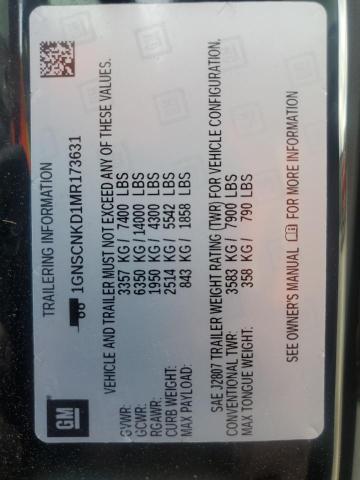 TRAILERING INFORMATION
1GNSCNKD1MR173631
VEHICLE AND TRAILER MUST NOT EXCEED ANY OF THESE VALUES.
GVWR: 3357 KG / 7400 LBS
GCWR: 6350 KG / 14000 LBS
RGAWR: 1950 KG / 4300 LBS
CURB WEIGHT: 2514 KG / 5542 LBS
MAX PAYLOAD: 843 KG / 1858 LBS
SAE J2807 TRAILER WEIGHT RATING (TWR) FOR VEHICLE CONFIGURATION.
CONVENTIONAL TWR: 3583 KG / 7900 LBS
MAX TONGUE WEIGHT: 358 KG / 790 LBS
SEE OWNER'S MANUAL FOR MORE INFORMATION
GM